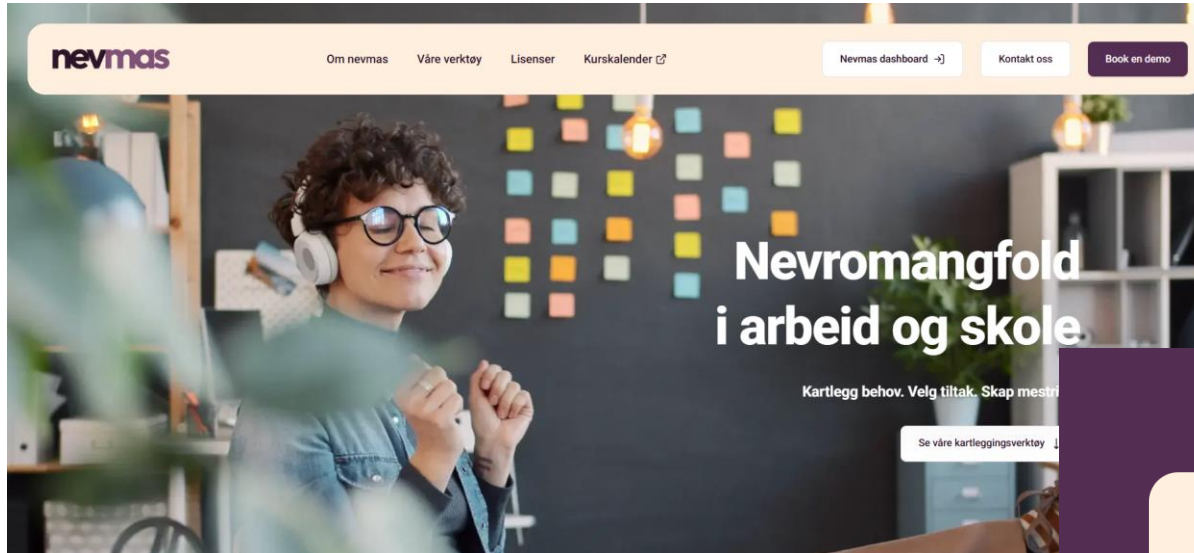 nevmas
Om nevmas Våre verktøy Lisenser Kurskalender
Nevmas dashboard Kontakt oss Book en demo
Nevromangfold
i arbeid og skole
Kartlegg behov. Velg tiltak. Skap mestri
Se våre kartleggingsverktøy